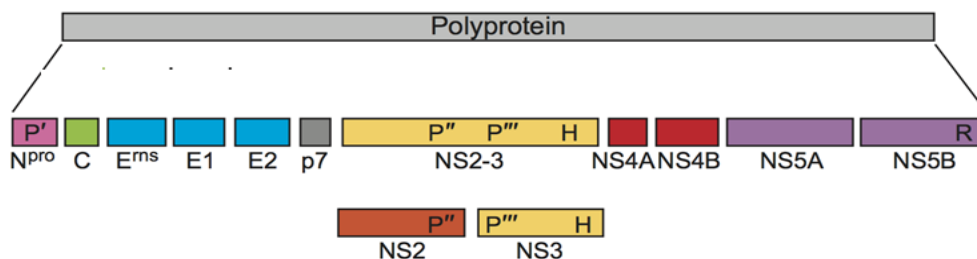 Polyprotein
P′ P″ P‴ H R
Npro C Erns E1 E2 p7 NS2-3 NS4A NS4B NS5A NS5B
P″ P‴ H
NS2 NS3